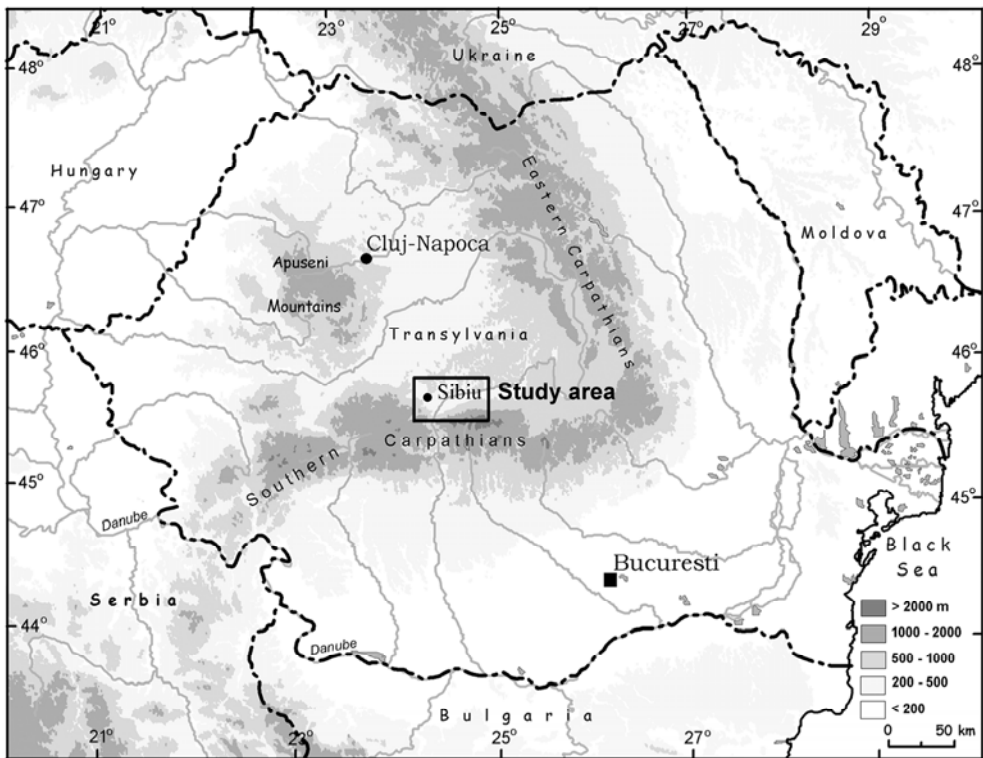 21° 23° 25° 27° 29°
Ukraine
48° 48°
Hungary
Eastern Carpathians
47° 47°
Moldova
Cluj-Napoca
Apuseni
Mountains
Transylvania
46° 46°
Sibiu Study area
Carpathians
Southern
45° 45°
Danube
Black
Sea
Bucuresti
Serbia
> 2000 m
44°
1000 - 2000
Danube
500 - 1000
200 - 500
Bulgaria
< 200
0 50 km
21° 23° 25° 27°